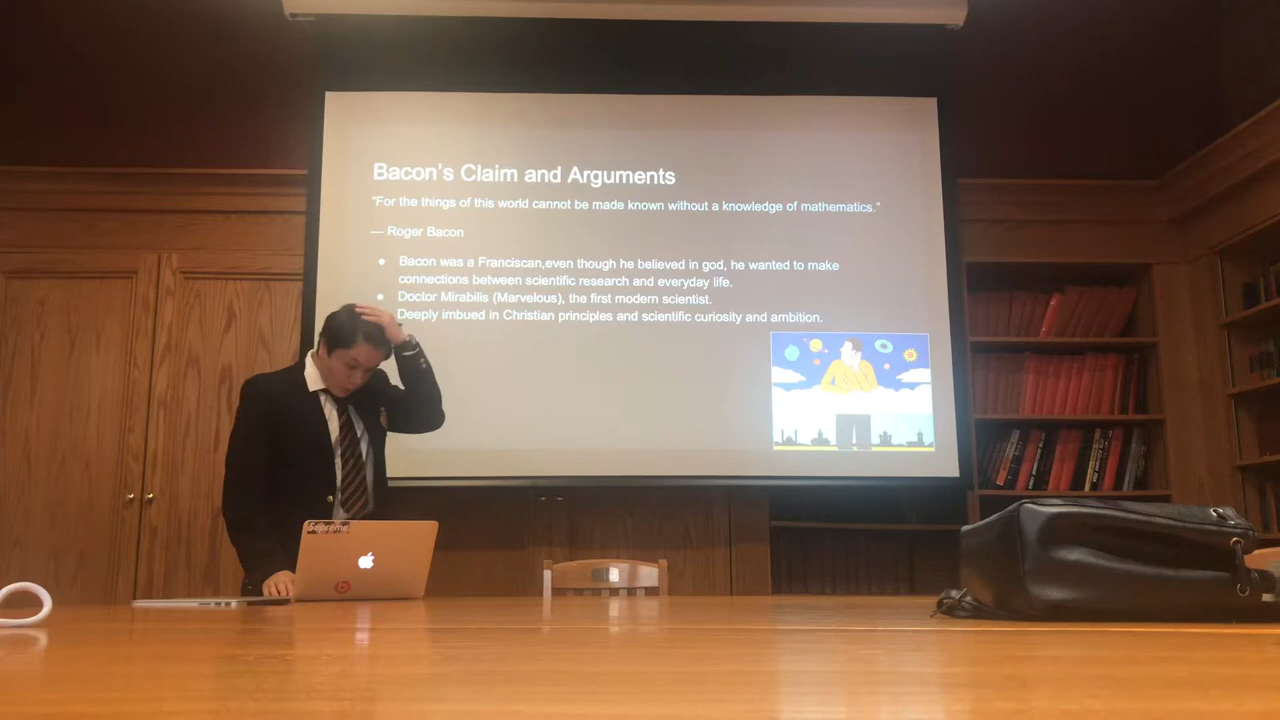 Bacon's Claim and Arguments
"For the things of this world cannot be made known without a knowledge of mathematics."
— Roger Bacon
• Bacon was a Franciscan,even though he believed in god, he wanted to make
connections between scientific research and everyday life.
• Doctor Mirabilis (Marvelous), the first modern scientist.
Deeply imbued in Christian principles and scientific curiosity and ambition.
Supreme